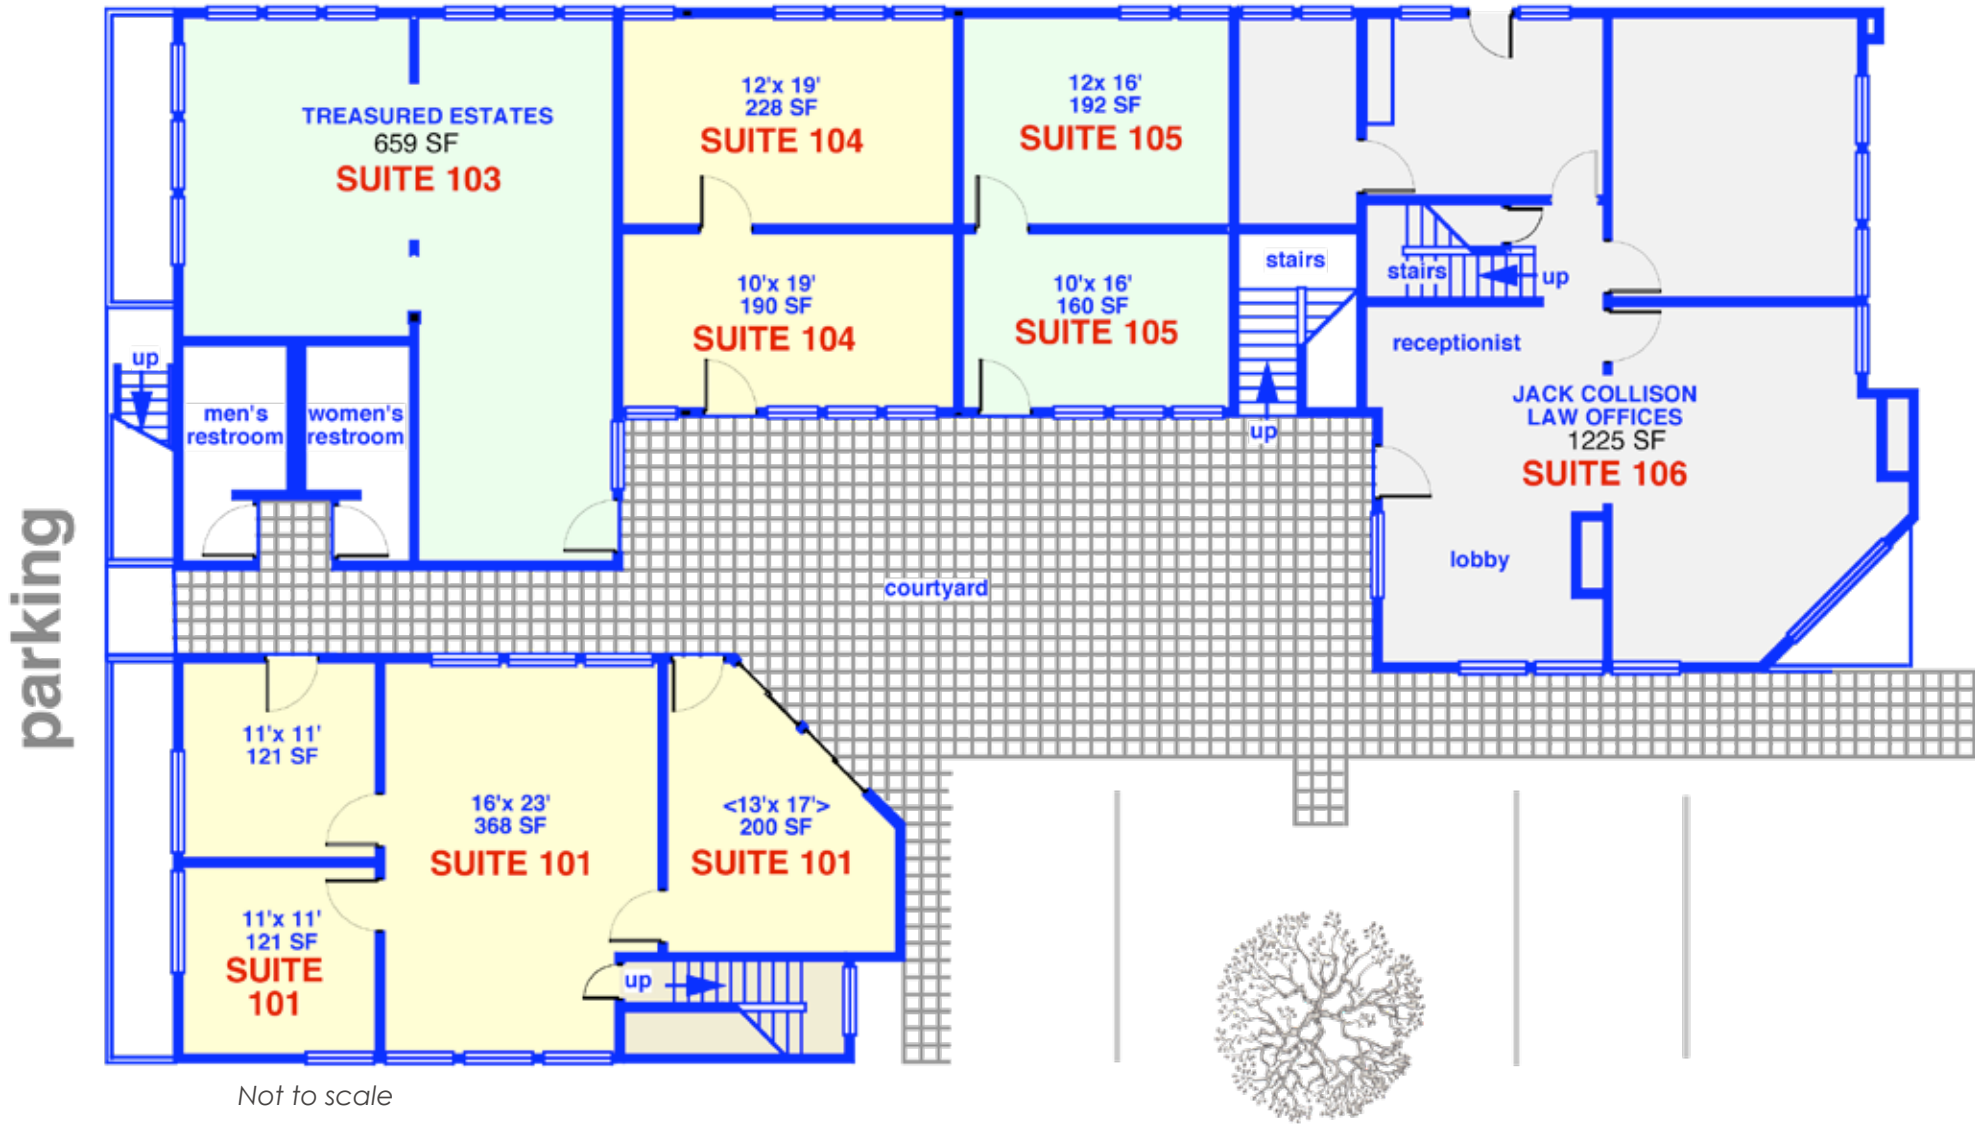 TREASURED ESTATES
659 SF
SUITE 103
12'x 19'
228 SF
SUITE 104
12x 16'
192 SF
SUITE 105
10'x 19'
190 SF
SUITE 104
10'x 16'
160 SF
SUITE 105
stairs
up
stairs
up
receptionist
JACK COLLISON
LAW OFFICES
1225 SF
SUITE 106
lobby
up
men's
restroom
women's
restroom
parking
courtyard
11'x 11'
121 SF
16'x 23'
368 SF
SUITE 101
<13'x 17'>
200 SF
SUITE 101
11'x 11'
121 SF
SUITE
101
up
Not to scale